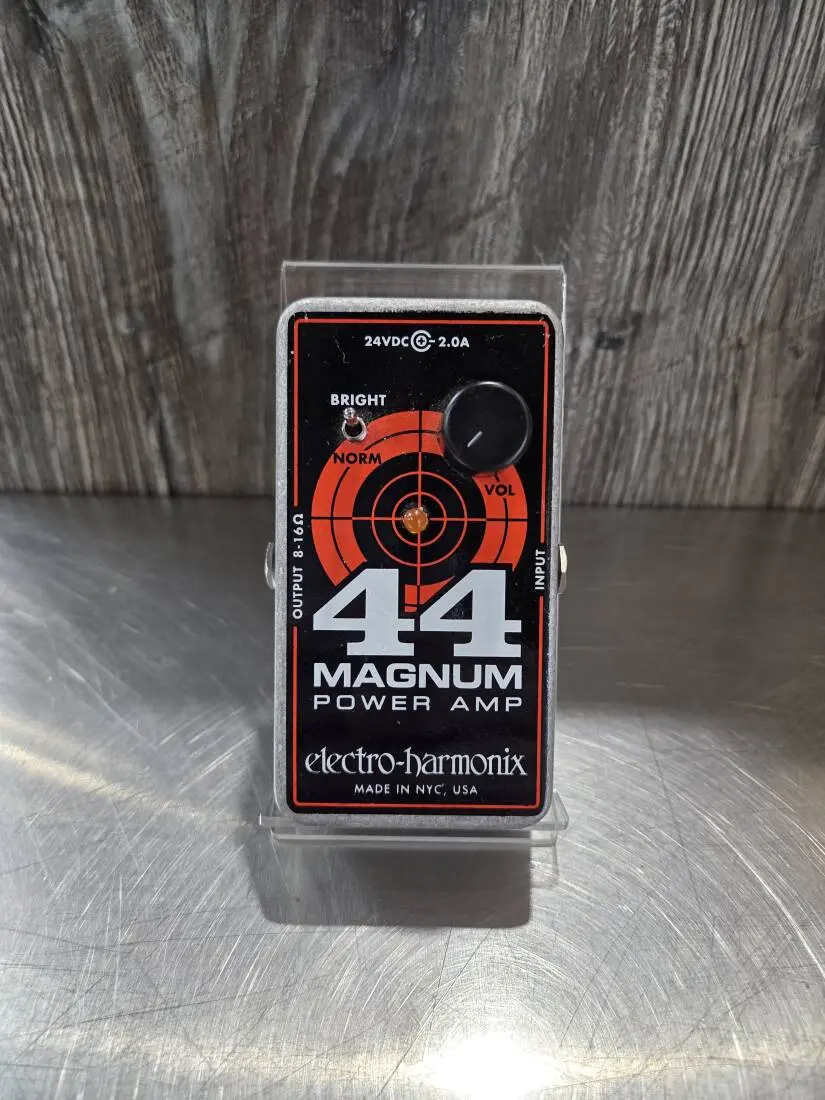 24VDC 2.0A
BRIGHT
NORM
VOL
OUTPUT 8-16Ω
INPUT
44
MAGNUM
POWER AMP
electro-harmonix
MADE IN NYC, USA